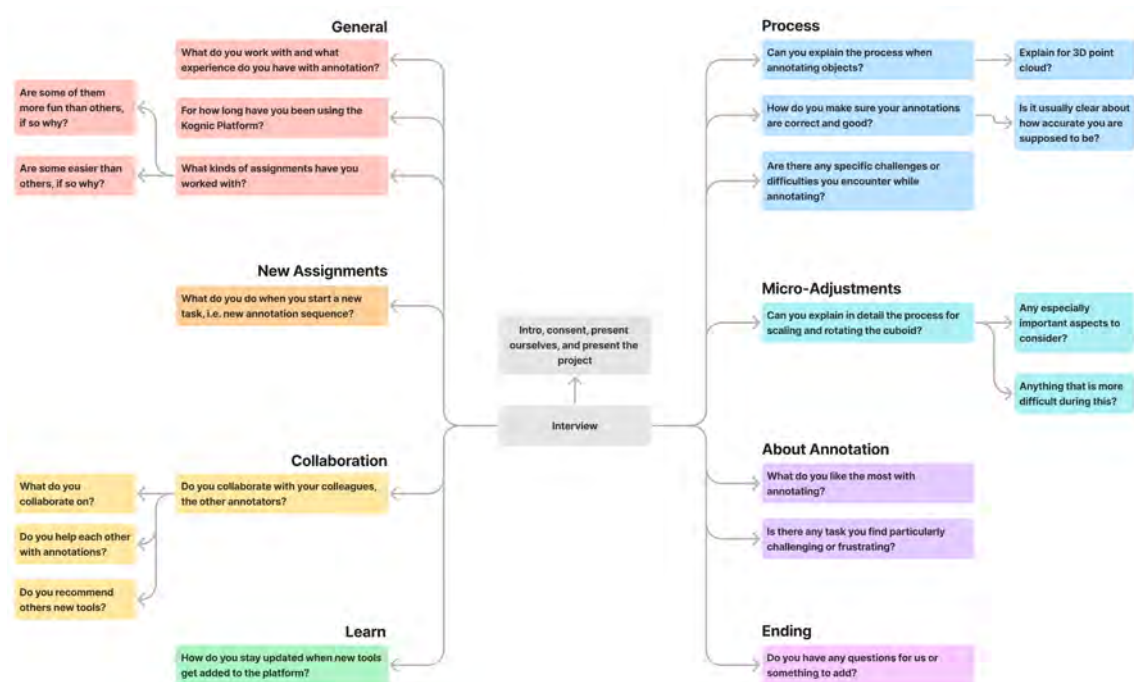 General
What do you work with and what
experience do you have with annotation?
For how long have you been using the
Kognic Platform?
What kinds of assignments have you
worked with?
Are some of them
more fun than others,
if so why?
Are some easier than
others, if so why?
New Assignments
What do you do when you start a new
task, i.e. new annotation sequence?
Collaboration
Do you collaborate with your colleagues,
the other annotators?
What do you
collaborate on?
Do you help each other
with annotations?
Do you recommend
others new tools?
Learn
How do you stay updated when new tools
get added to the platform?
Intro, consent, present
ourselves, and present the
project
Interview
Process
Can you explain the process when
annotating objects?
Explain for 3D point
cloud?
How do you make sure your annotations
are correct and good?
Is it usually clear about
how accurate you are
supposed to be?
Are there any specific challenges or
difficulties you encounter while
annotating?
Micro-Adjustments
Can you explain in detail the process for
scaling and rotating the cuboid?
Any especially
important aspects to
consider?
Anything that is more
difficult during this?
About Annotation
What do you like the most with
annotating?
Is there any task you find particularly
challenging or frustrating?
Ending
Do you have any questions for us or
something to add?